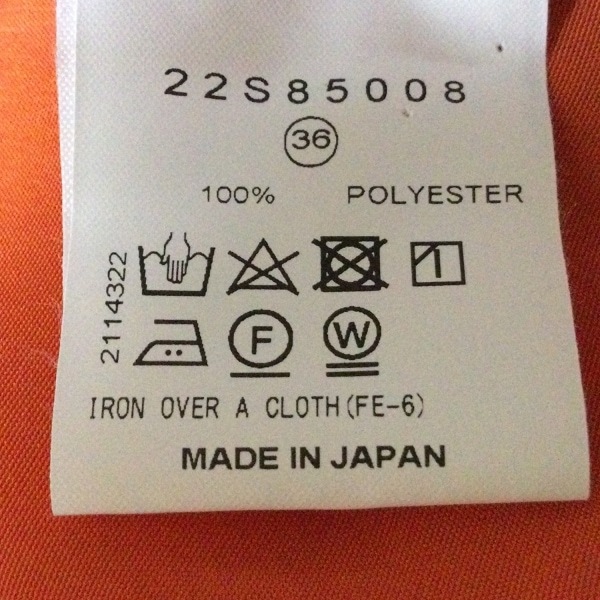 22S85008
36
100% POLYESTER
2114322
F W
IRON OVER A CLOTH(FE-6)
MADE IN JAPAN